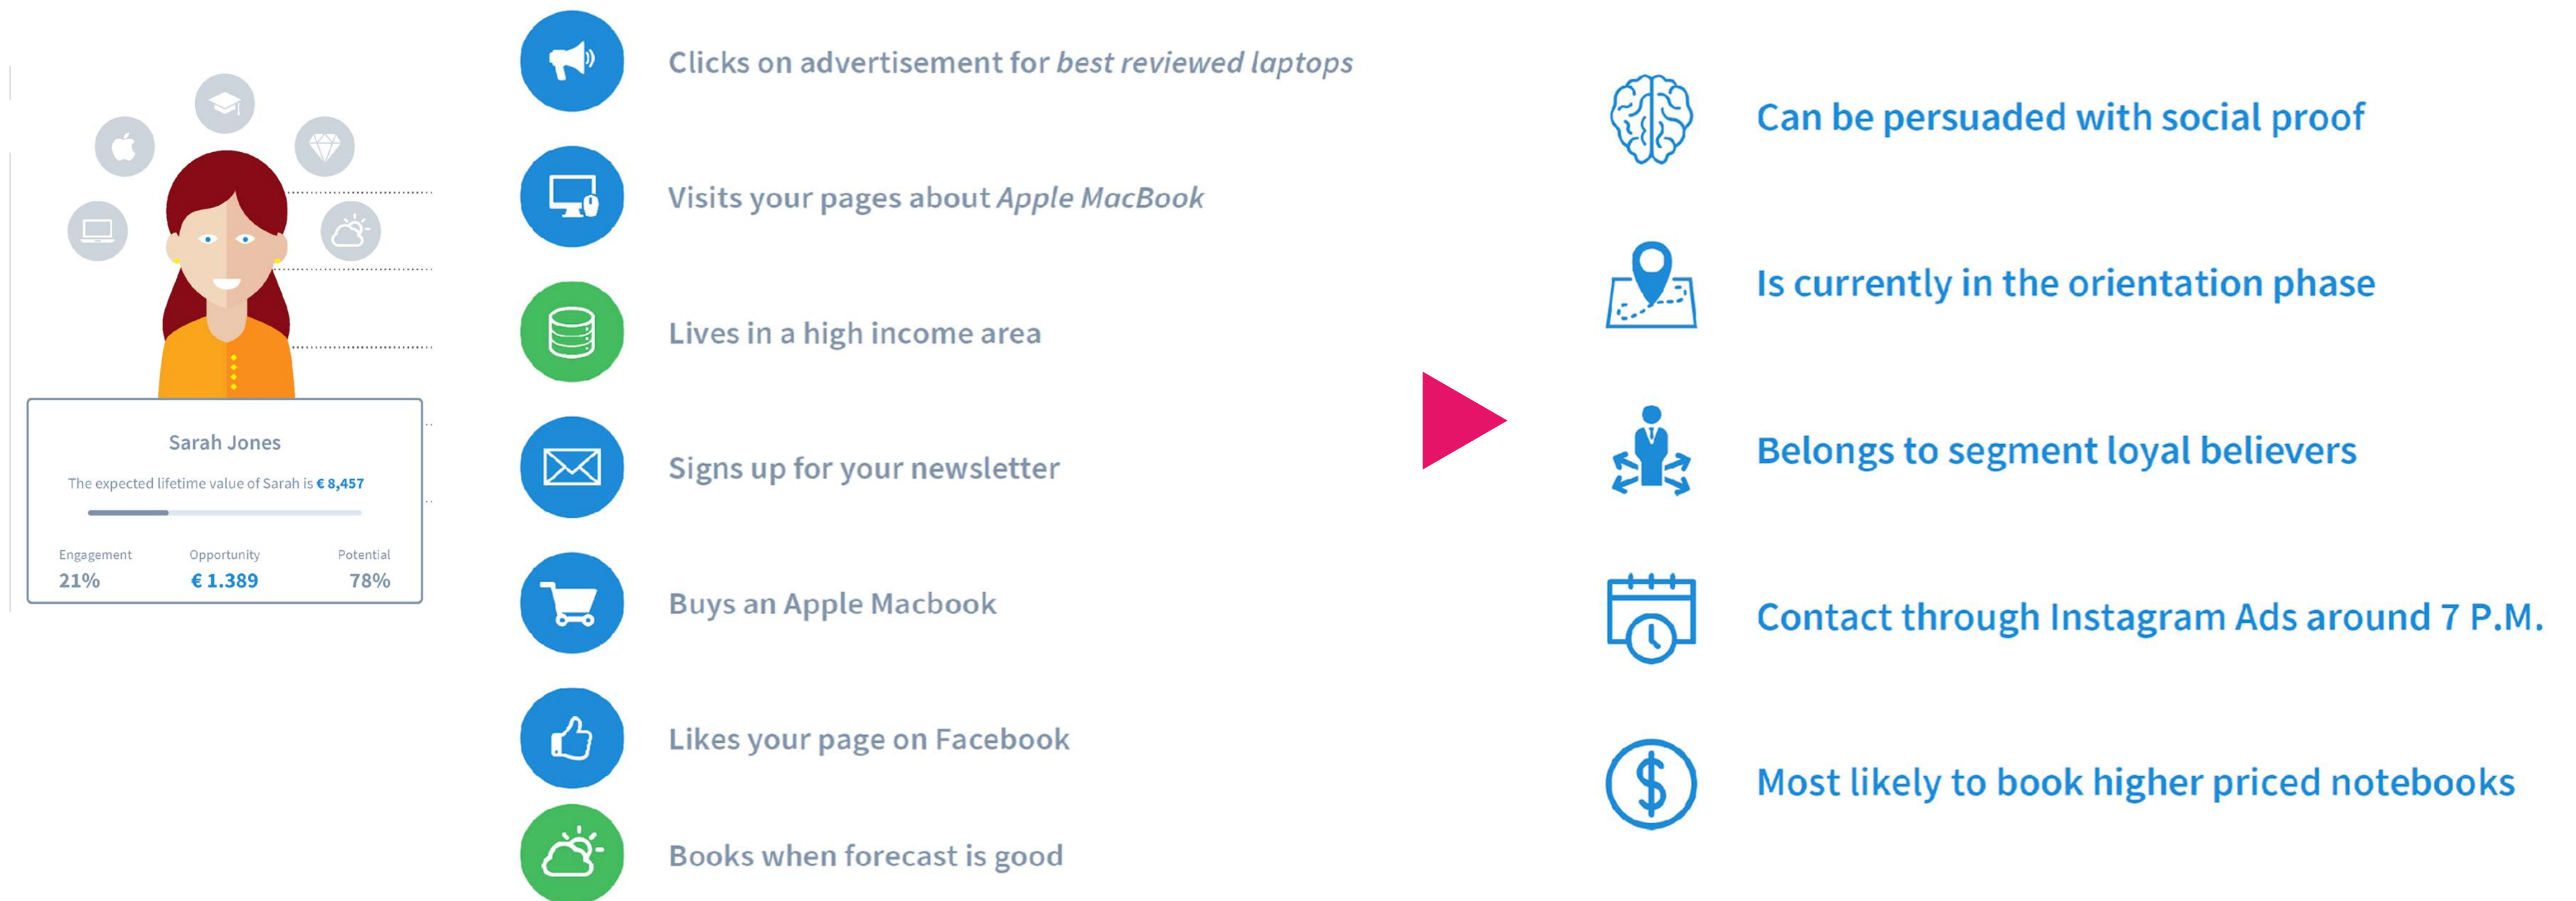 Sarah Jones
The expected lifetime value of Sarah is € 8,457
Engagement Opportunity Potential
21% € 1.389 78%
Clicks on advertisement for best reviewed laptops
Visits your pages about Apple MacBook
Lives in a high income area
Signs up for your newsletter
Buys an Apple Macbook
Likes your page on Facebook
Books when forecast is good
Can be persuaded with social proof
Is currently in the orientation phase
Belongs to segment loyal believers
Contact through Instagram Ads around 7 P.M.
Most likely to book higher priced notebooks